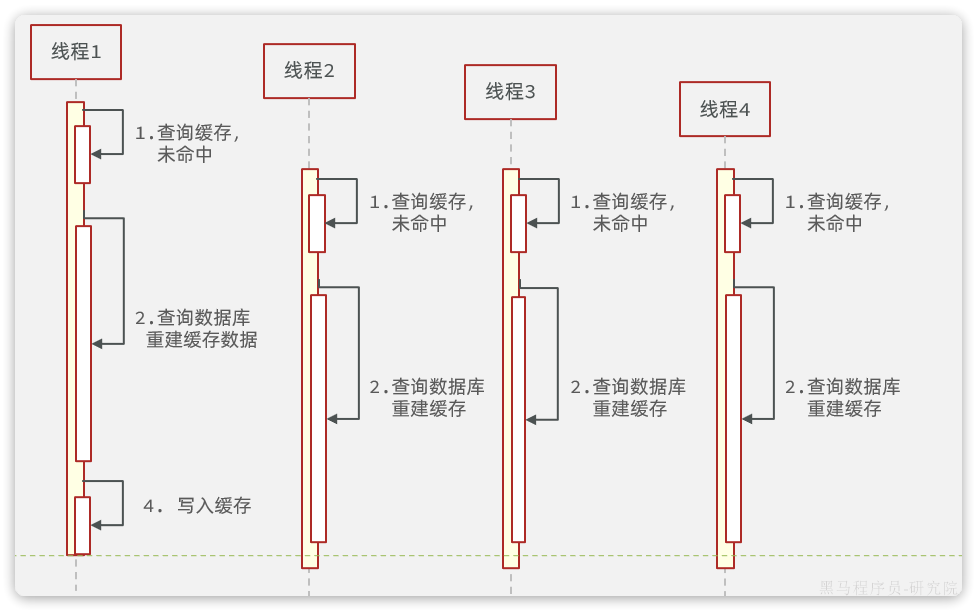 线程1
线程2
线程3
线程4
1.查询缓存,
未命中
1.查询缓存,
未命中
1.查询缓存,
未命中
1.查询缓存,
未命中
2.查询数据库
重建缓存数据
2.查询数据库
重建缓存
2.查询数据库
重建缓存
2.查询数据库
重建缓存
4. 写入缓存
黑马程序员-研究院